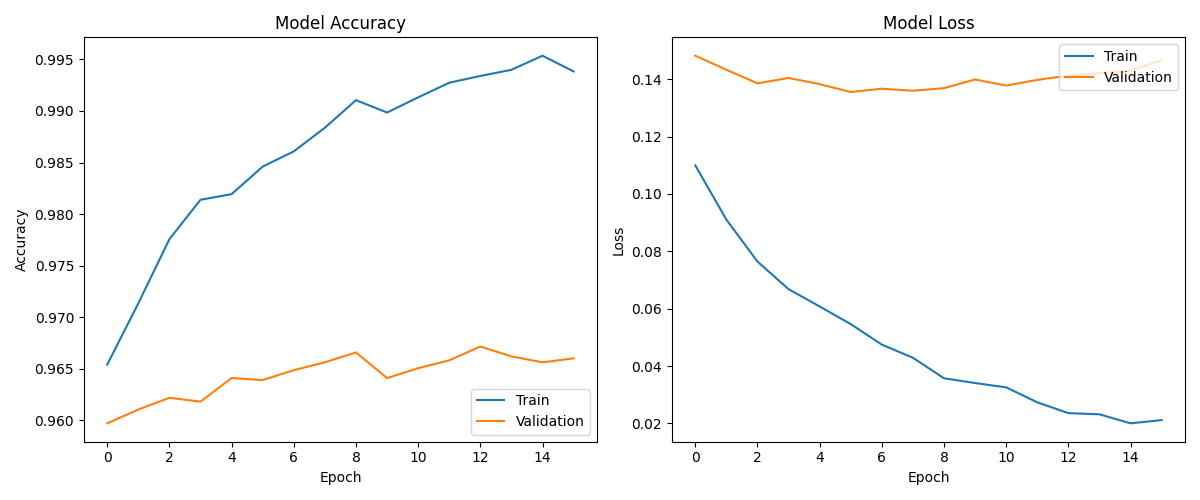 Model Accuracy
Accuracy
0.995
0.990
0.985
0.980
0.975
0.970
0.965
0.960
0 2 4 6 8 10 12 14
Epoch
Train
Validation
Model Loss
Loss
0.14
0.12
0.10
0.08
0.06
0.04
0.02
0 2 4 6 8 10 12 14
Epoch
Train
Validation